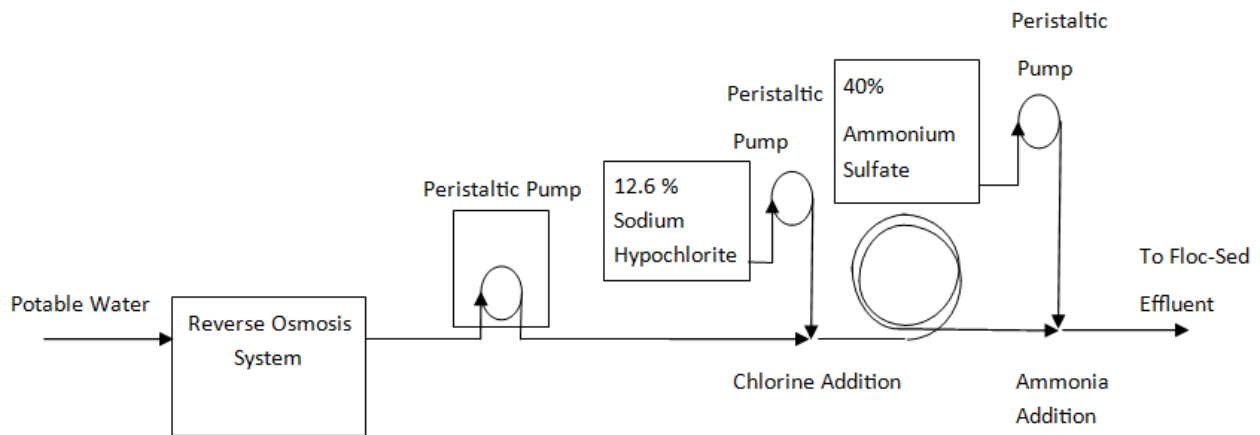 Potable Water
Reverse Osmosis
System
Peristaltic Pump
12.6 %
Sodium
Hypochlorite
Peristaltic
Pump
40%
Ammonium
Sulfate
Peristaltic
Pump
Chlorine Addition
Ammonia
Addition
To Floc-Sed
Effluent